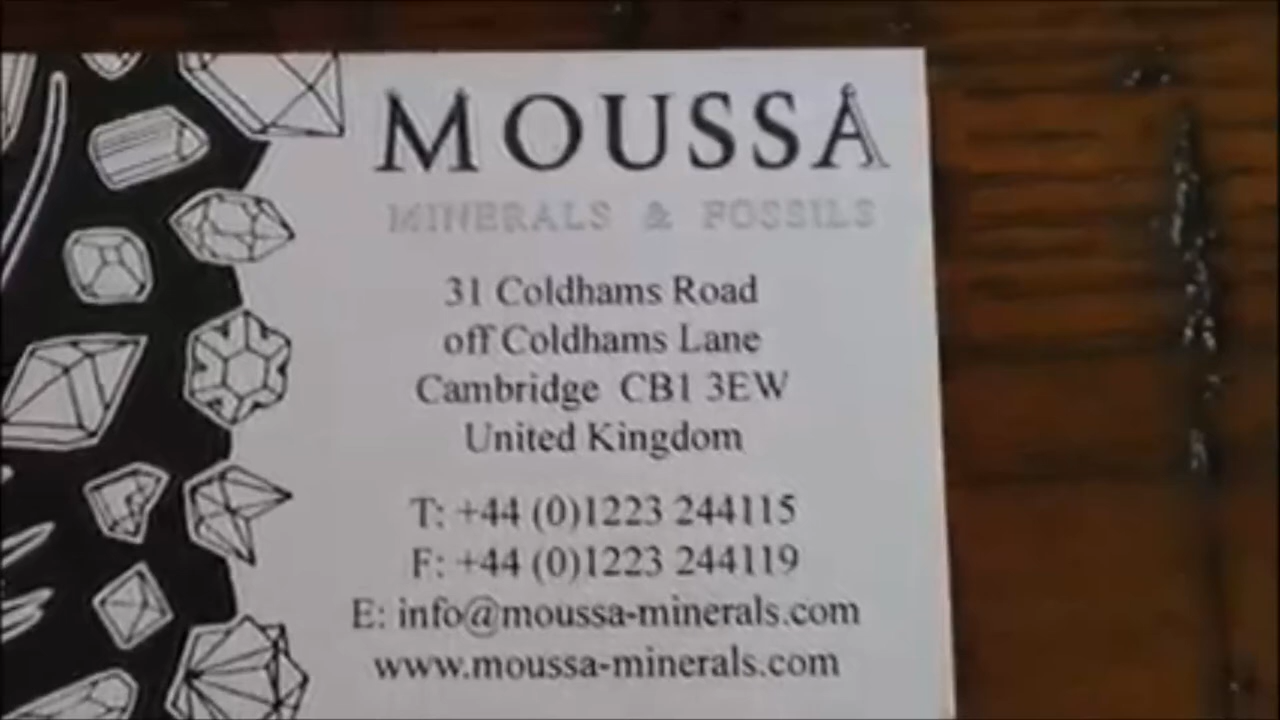 MOUSSA
MINERALS & FOSSILS
31 Coldhams Road
off Coldhams Lane
Cambridge CB1 3EW
United Kingdom
T: +44 (0)1223 244115
F: +44 (0)1223 244119
E: info@moussa-minerals.com
www.moussa-minerals.com